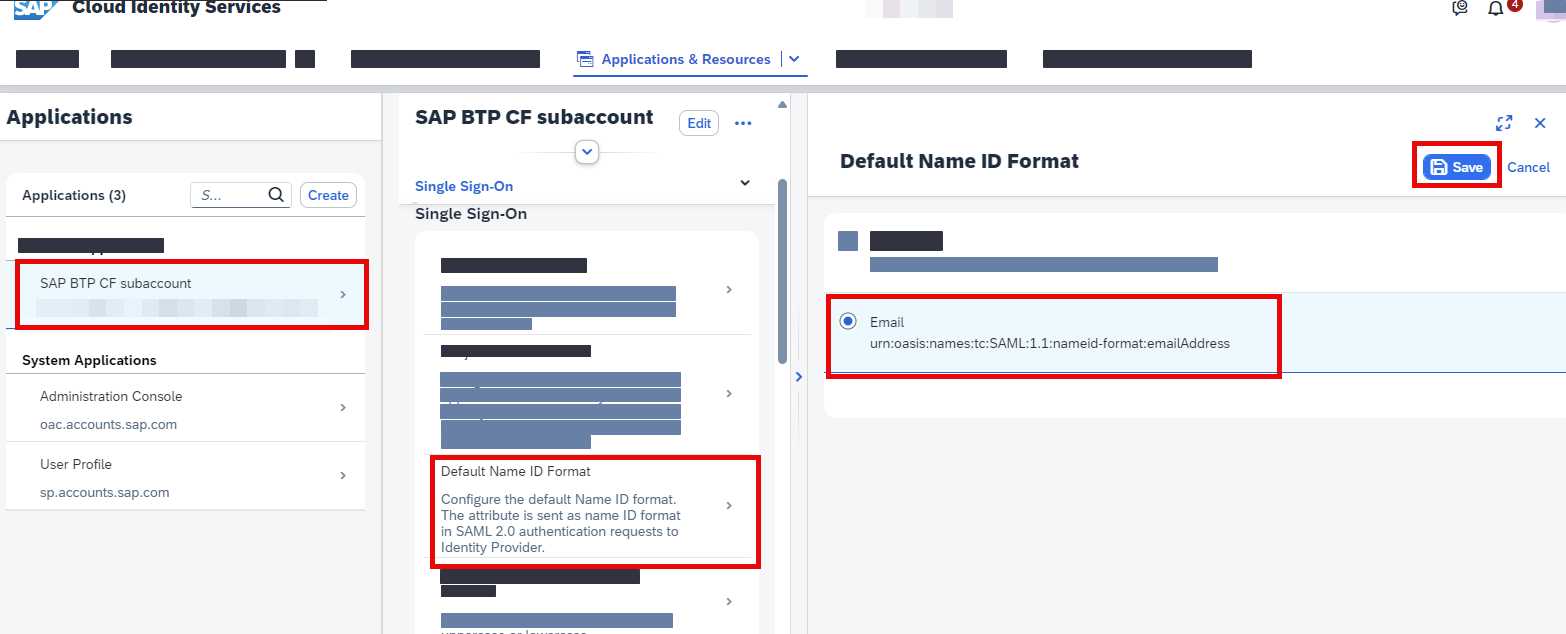 SAP
Cloud Identity Services
4
Applications & Resources
Applications
Applications (3)
S...
Create
SAP BTP CF subaccount
System Applications
Administration Console
oac.accounts.sap.com
User Profile
sp.accounts.sap.com
SAP BTP CF subaccount
Edit
Single Sign-On
Single Sign-On
Default Name ID Format
Configure the default Name ID format.
The attribute is sent as name ID format
in SAML 2.0 authentication requests to
Identity Provider.
uppercase or lowercase
Default Name ID Format
Save
Cancel
Email
urn:oasis:names:tc:SAML:1.1:nameid-format:emailAddress